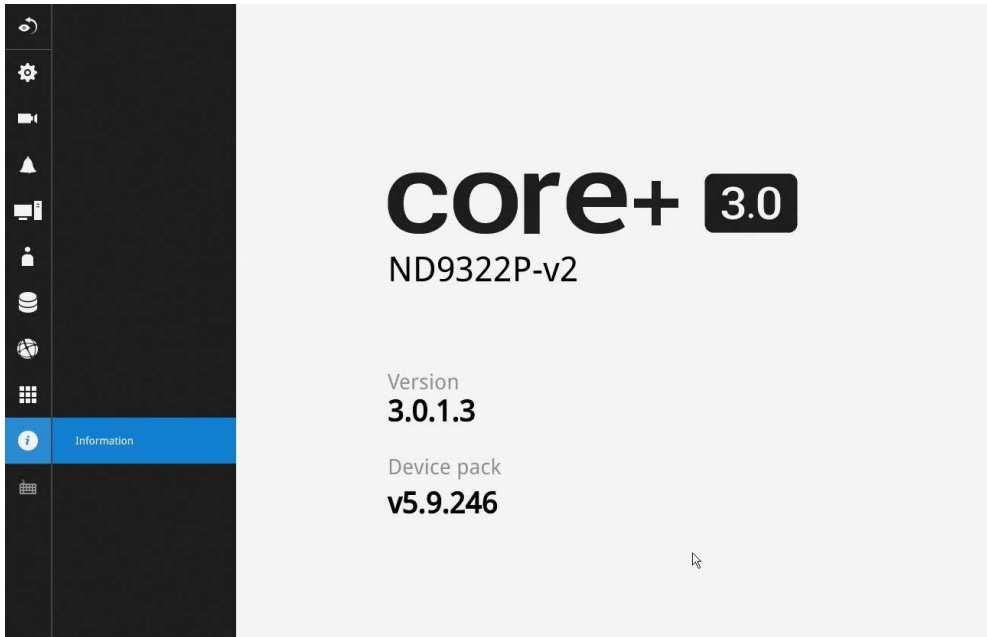 core+ 3.0
ND9322P-v2
Version
3.0.1.3
Information
Device pack
v5.9.246